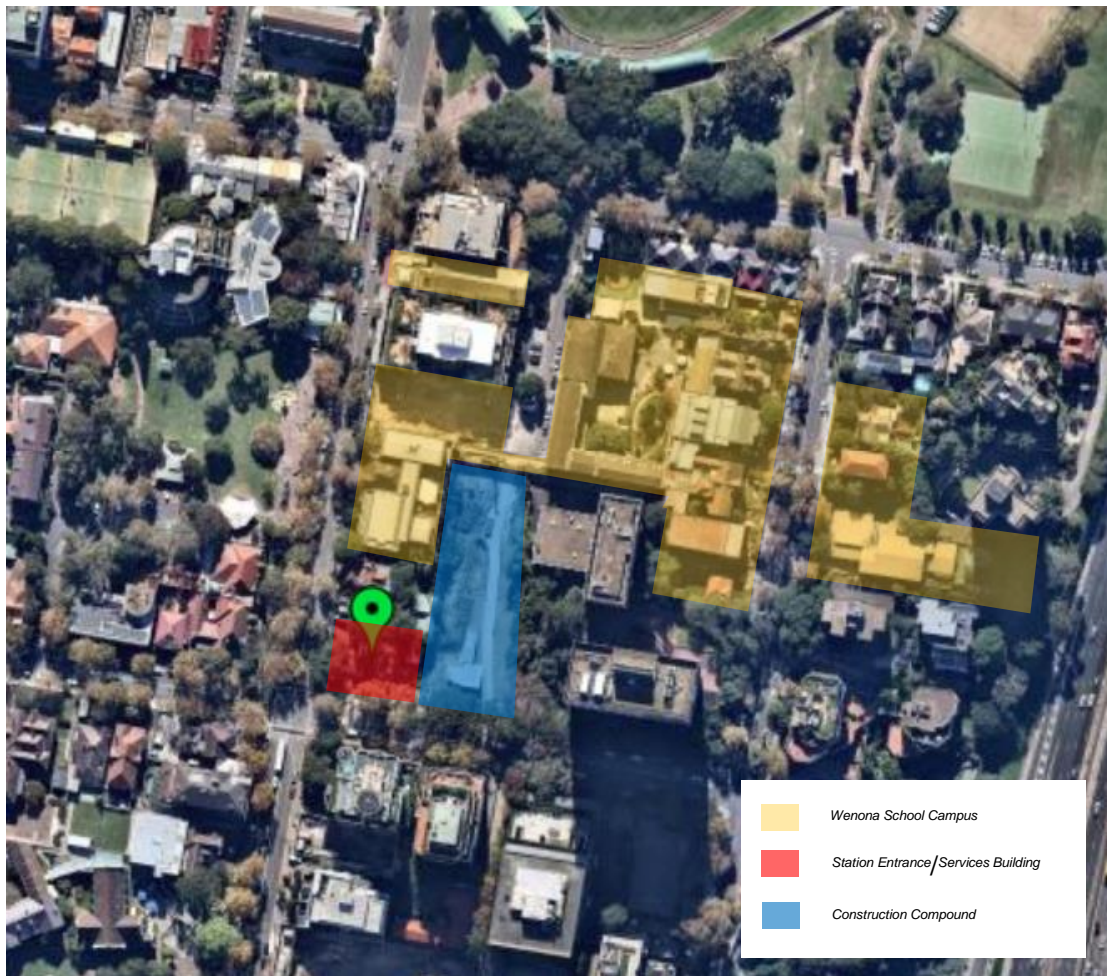 Wenona School Campus
Station Entrance/Services Building
Construction Compound